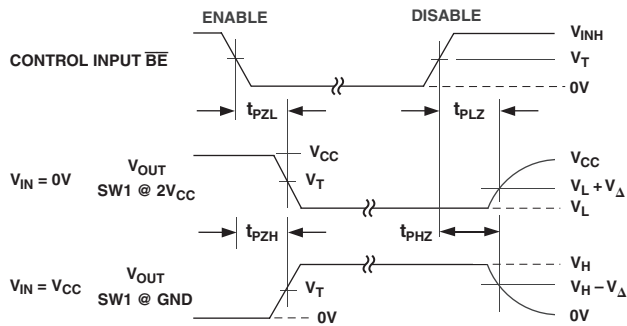 ENABLE
DISABLE
CONTROL INPUT B̅E̅
V_INH
V_T
0V
t_PZL
t_PLZ
V_IN = 0V
V_OUT
SW1 @ 2V_CC
V_CC
V_T
V_CC
V_L + V_Δ
V_L
t_PZH
t_PHZ
V_IN = V_CC
V_OUT
SW1 @ GND
V_T
0V
V_H
V_H – V_Δ
0V